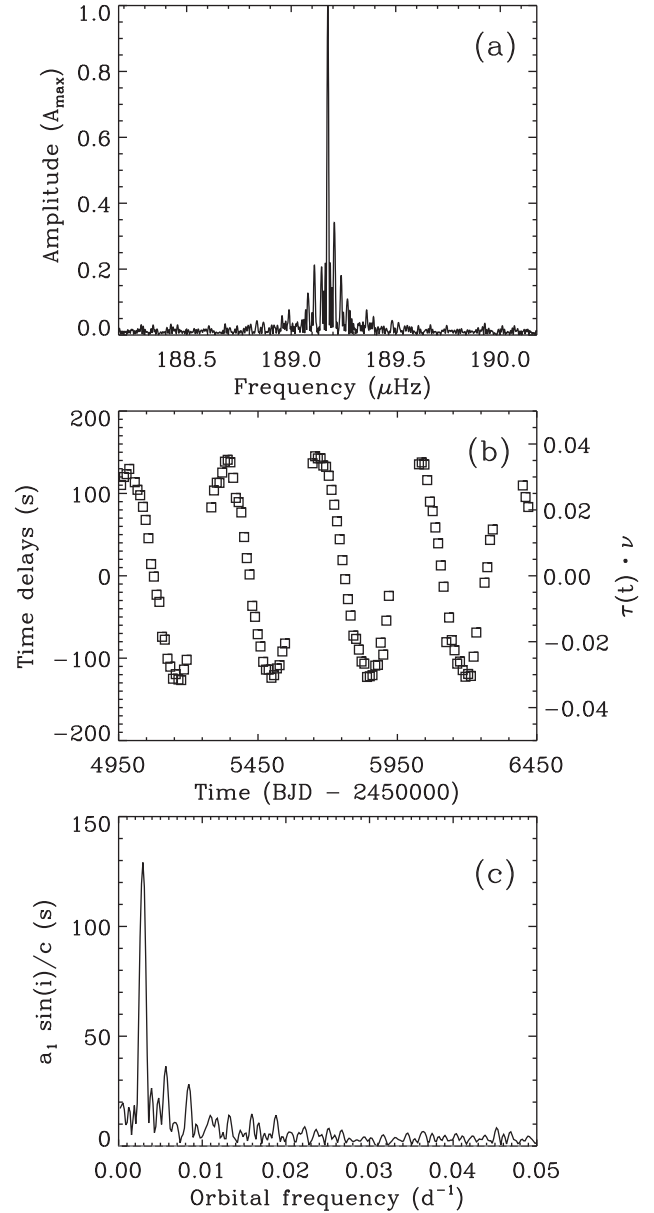 (a)
Amplitude (A_max)
1.0
0.8
0.6
0.4
0.2
0.0
188.5 189.0 189.5 190.0
Frequency (μHz)
(b)
Time delays (s)
200
100
0
−100
−200
0.04
0.02
0.00
−0.02
−0.04
τ(t) • ν
4950 5450 5950 6450
Time (BJD − 2450000)
(c)
a₁ sin(i)/c (s)
150
100
50
0
0.00 0.01 0.02 0.03 0.04 0.05
Orbital frequency (d⁻¹)